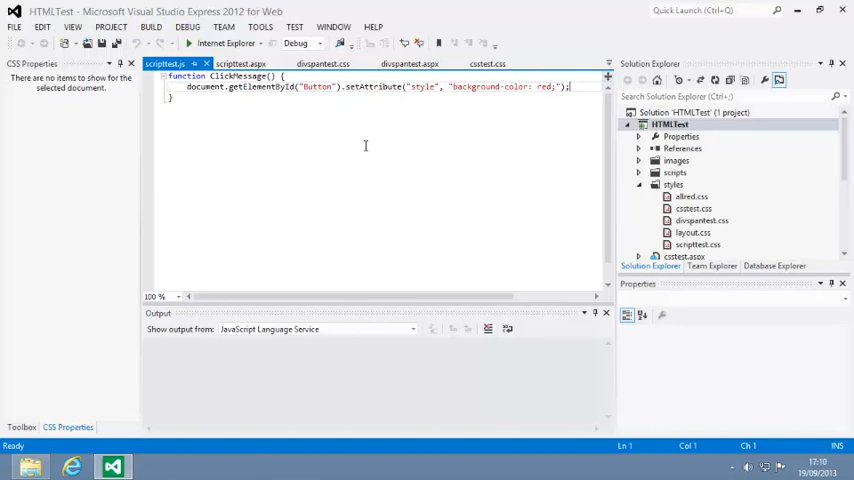 HTMLTest - Microsoft Visual Studio Express 2012 for Web
Quick Launch (Ctrl+Q)
FILE EDIT VIEW PROJECT BUILD DEBUG TEAM TOOLS TEST WINDOW HELP
Internet Explorer
Debug
CSS Properties
scripttest.js
scripttest.aspx
divspantest.css
divspantest.aspx
csstest.css
Solution Explorer
There are no items to show for the
selected document.
function ClickMessage() {
document.getElementById("Button").setAttribute("style", "background-color: red;");
}
Search Solution Explorer (Ctrl+;)
Solution 'HTMLTest' (1 project)
HTMLTest
Properties
References
images
scripts
styles
allred.css
csstest.css
divspantest.css
layout.css
scripttest.css
csstest.aspx
Solution Explorer Team Explorer Database Explorer
Properties
100 %
Output
Show output from: JavaScript Language Service
Toolbox CSS Properties
Ready
Ln 1
Col 1
Ch 1
INS
17:10
19/09/2013